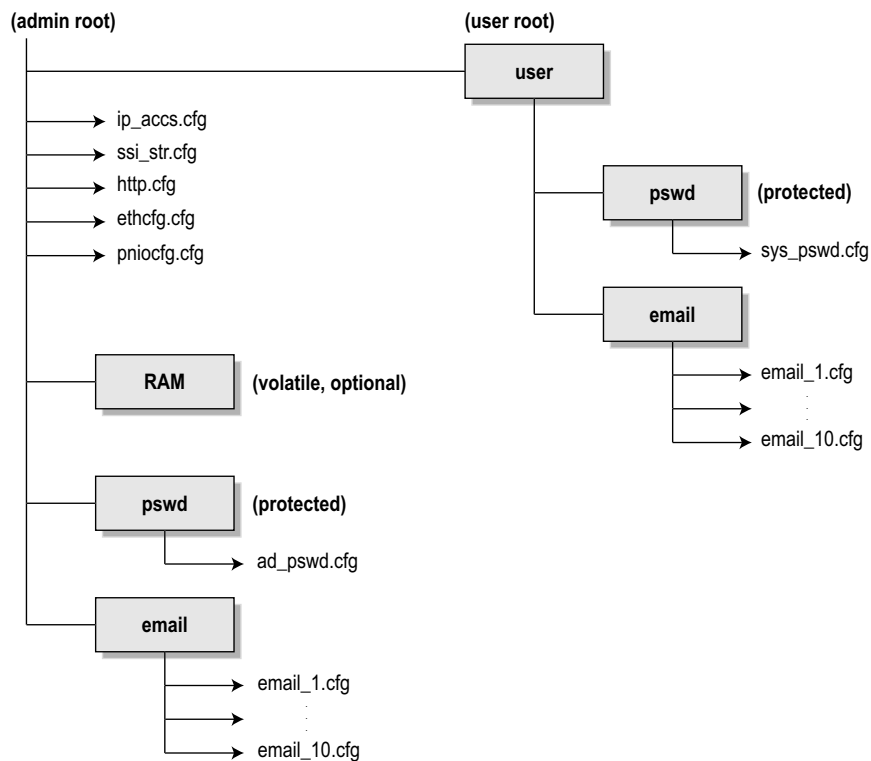 (admin root)
(user root)
user
ip_accs.cfg
ssi_str.cfg
http.cfg
ethcfg.cfg
pniocfg.cfg
pswd
(protected)
sys_pswd.cfg
email
email_1.cfg
email_10.cfg
RAM
(volatile, optional)
pswd
(protected)
ad_pswd.cfg
email
email_1.cfg
email_10.cfg